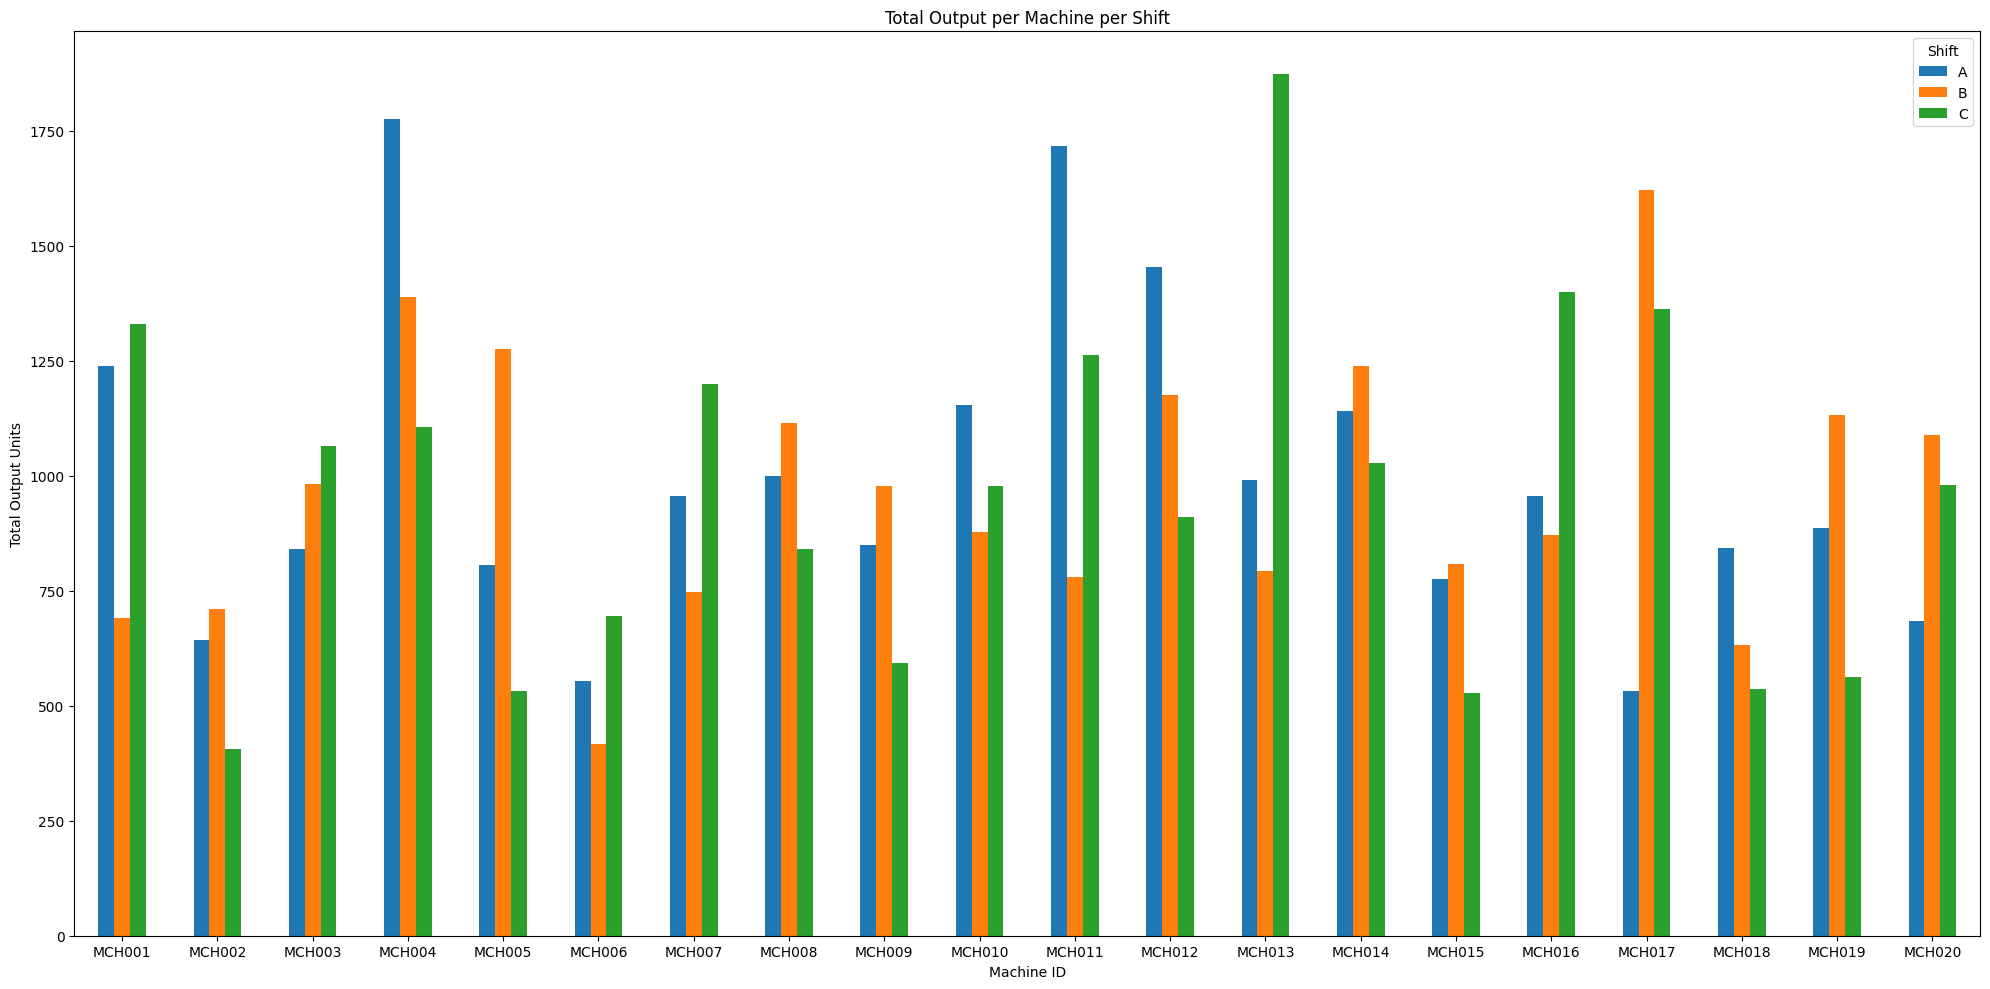 Total Output per Machine per Shift
Shift
A
B
C
1750
1500
1250
1000
750
500
250
0
Total Output Units
MCH001 MCH002 MCH003 MCH004 MCH005 MCH006 MCH007 MCH008 MCH009 MCH010 MCH011 MCH012 MCH013 MCH014 MCH015 MCH016 MCH017 MCH018 MCH019 MCH020
Machine ID